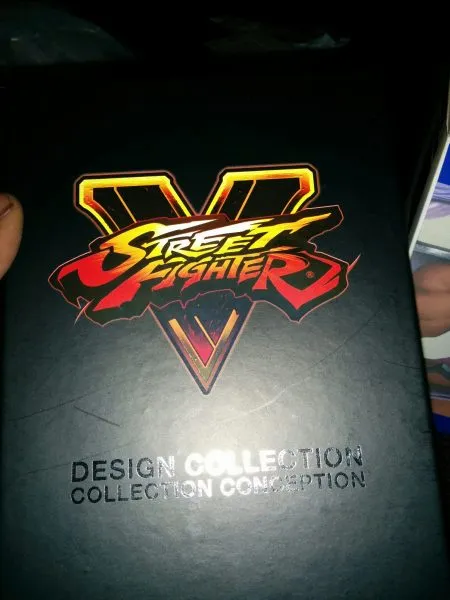 V
STREET
FIGHTER®
DESIGN COLLECTION
COLLECTION CONCEPTION